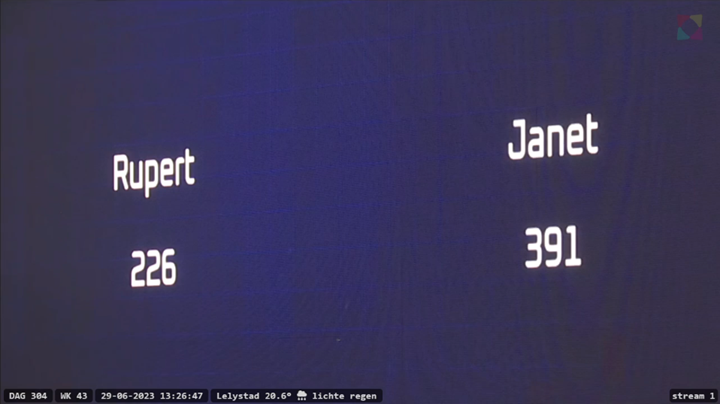 Rupert
226
Janet
391
DAG 304
WK 43
29-06-2023 13:26:47
Lelystad 20.6° lichte regen
stream 1